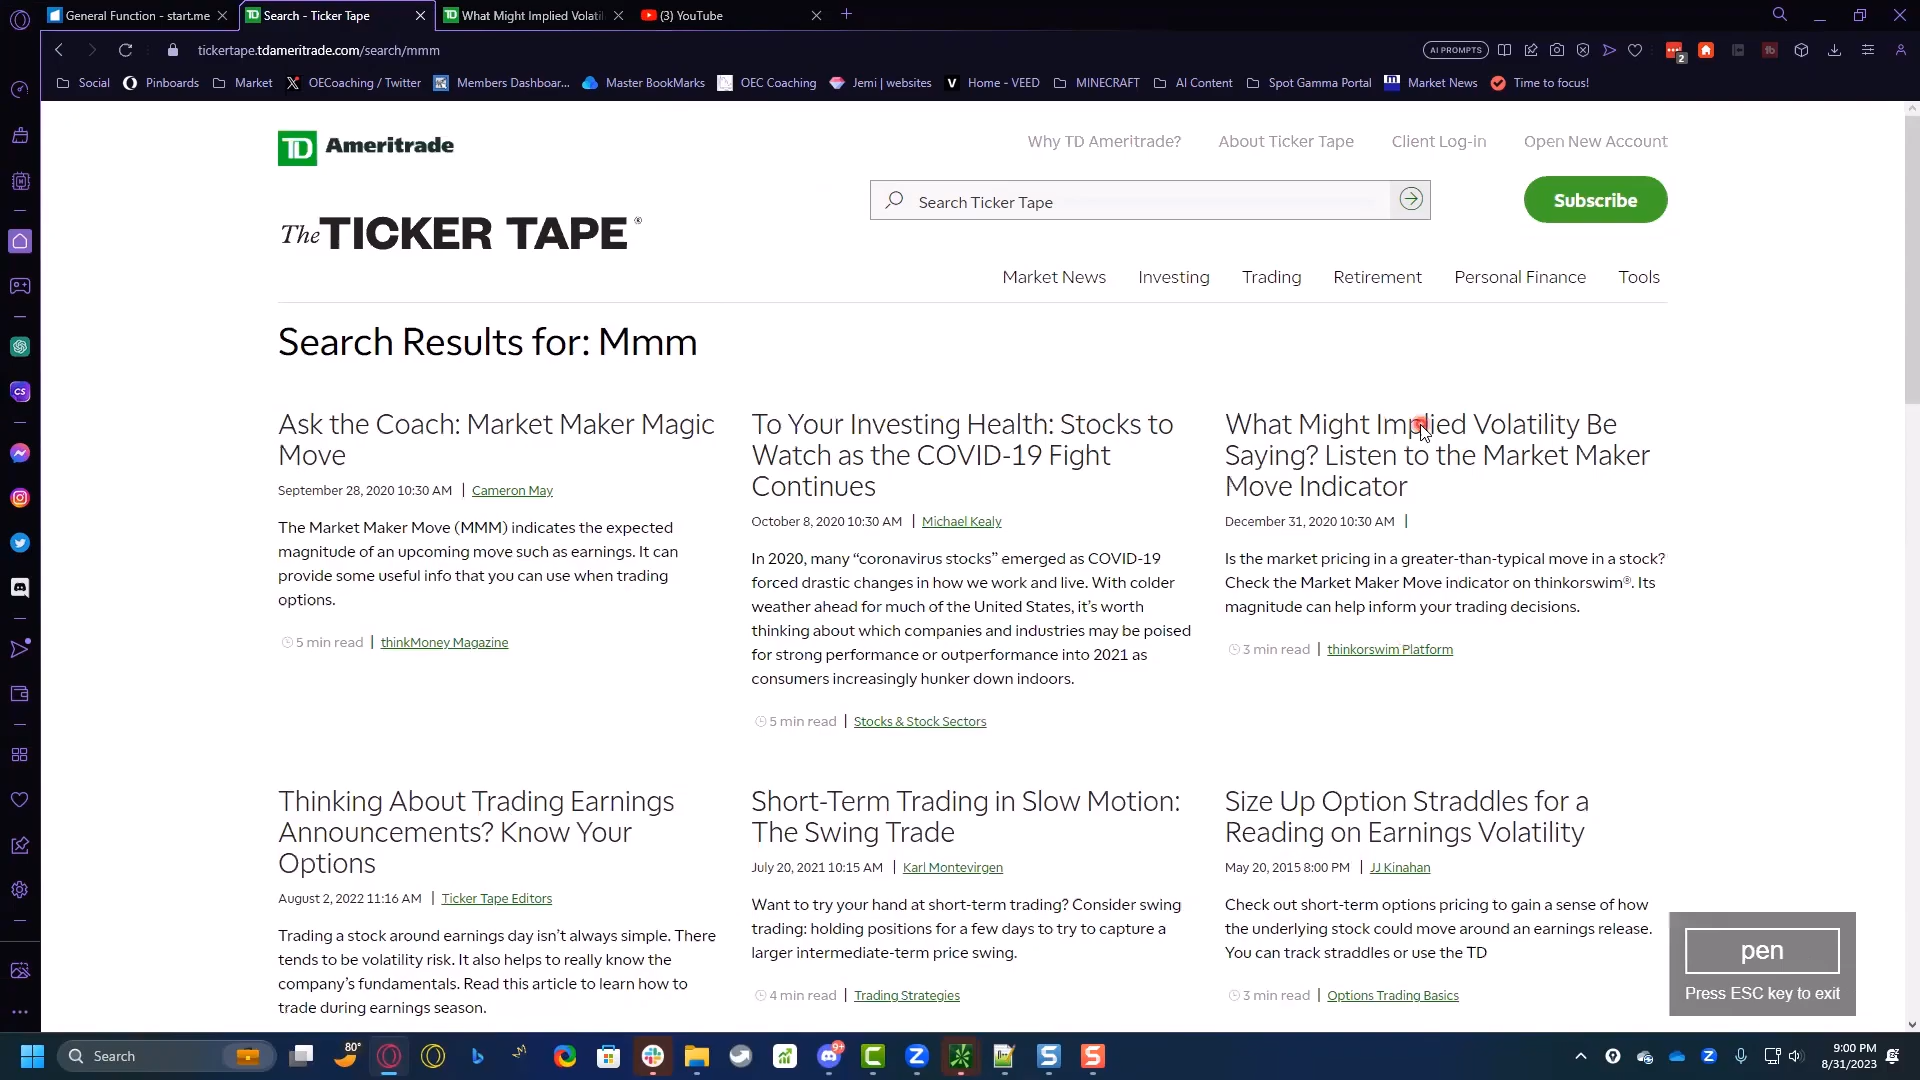 General Function - start.me
Search - Ticker Tape
What Might Implied Volatil
(3) YouTube
tickertape.tdameritrade.com/search/mmm
AI PROMPTS
2
Social
Pinboards
Market
OECoaching / Twitter
Members Dashboar...
Master BookMarks
OEC Coaching
Jemi | websites
Home - VEED
MINECRAFT
AI Content
Spot Gamma Portal
Market News
Time to focus!
TD Ameritrade
Why TD Ameritrade?
About Ticker Tape
Client Log-in
Open New Account
The TICKER TAPE®
Search Ticker Tape
Subscribe
Market News
Investing
Trading
Retirement
Personal Finance
Tools
Search Results for: Mmm
Ask the Coach: Market Maker Magic
Move
September 28, 2020 10:30 AM | Cameron May
The Market Maker Move (MMM) indicates the expected
magnitude of an upcoming move such as earnings. It can
provide some useful info that you can use when trading
options.
5 min read | thinkMoney Magazine
To Your Investing Health: Stocks to
Watch as the COVID-19 Fight
Continues
October 8, 2020 10:30 AM | Michael Kealy
In 2020, many “coronavirus stocks” emerged as COVID-19
forced drastic changes in how we work and live. With colder
weather ahead for much of the United States, it’s worth
thinking about which companies and industries may be poised
for strong performance or outperformance into 2021 as
consumers increasingly hunker down indoors.
5 min read | Stocks & Stock Sectors
What Might Implied Volatility Be
Saying? Listen to the Market Maker
Move Indicator
December 31, 2020 10:30 AM |
Is the market pricing in a greater-than-typical move in a stock?
Check the Market Maker Move indicator on thinkorswim®. Its
magnitude can help inform your trading decisions.
3 min read | thinkorswim Platform
Thinking About Trading Earnings
Announcements? Know Your
Options
August 2, 2022 11:16 AM | Ticker Tape Editors
Trading a stock around earnings day isn’t always simple. There
tends to be volatility risk. It also helps to really know the
company’s fundamentals. Read this article to learn how to
trade during earnings season.
Short-Term Trading in Slow Motion:
The Swing Trade
July 20, 2021 10:15 AM | Karl Montevirgen
Want to try your hand at short-term trading? Consider swing
trading: holding positions for a few days to try to capture a
larger intermediate-term price swing.
4 min read | Trading Strategies
Size Up Option Straddles for a
Reading on Earnings Volatility
May 20, 2015 8:00 PM | JJ Kinahan
Check out short-term options pricing to gain a sense of how
the underlying stock could move around an earnings release.
You can track straddles or use the TD
3 min read | Options Trading Basics
pen
Press ESC key to exit
Search
80°
9+
9:00 PM
8/31/2023